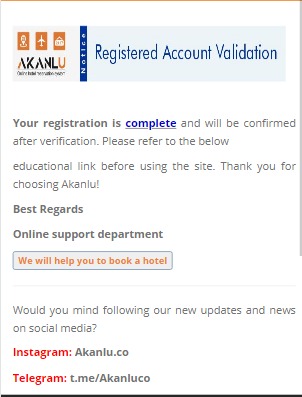 AKANLU
Online hotel reservation system
Notice
Registered Account Validation
Your registration is complete and will be confirmed
after verification. Please refer to the below
educational link before using the site. Thank you for
choosing Akanlu!
Best Regards
Online support department
We will help you to book a hotel
Would you mind following our new updates and news
on social media?
Instagram: Akanlu.co
Telegram: t.me/Akanluco